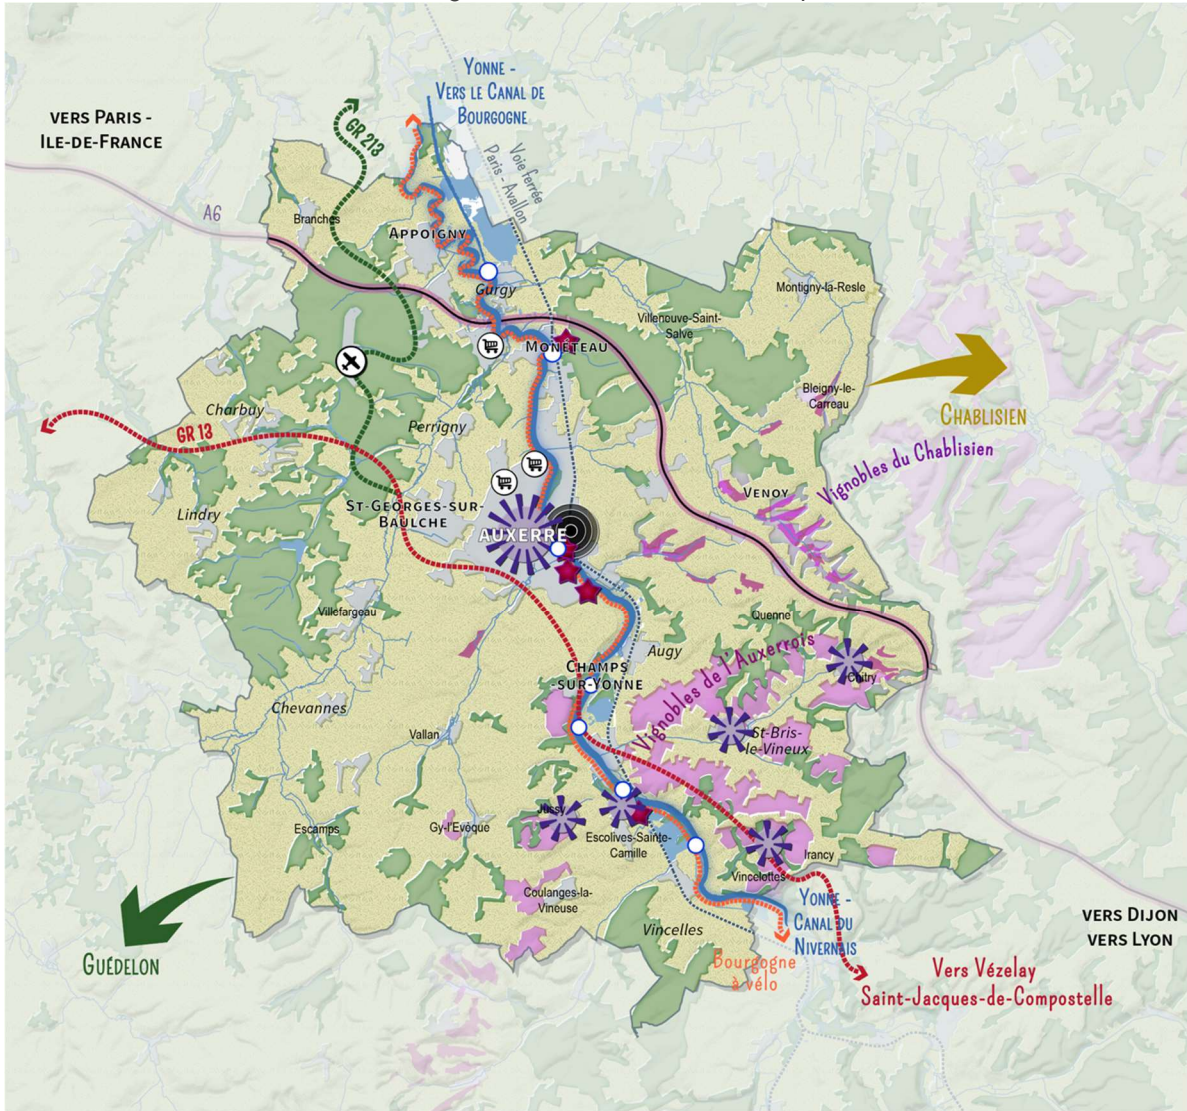 YONNE -
VERS LE CANAL DE
BOURGOGNE
VERS PARIS -
ILE-DE-FRANCE
GR 213
Voie ferrée
Paris - Avallon
A6
Branches
APPOIGNY
Gurgy
Montigny-la-Resle
Villeneuve-Saint-
Salve
MONÉTEAU
Bleigny-le-
Carreau
CHABLISIEN
Charbuy
GR 13
Perrigny
Vignobles du Chablisien
VENOY
ST-GEORGES-SUR-
BAULCHE
Lindry
AUXERRE
Villefargeau
Quenne
Augy
Vignobles de l'Auxerrois
CHAMPS
-SUR-YONNE
Chitry
Chevannes
Vallan
St-Bris-
le-Vineux
Jussy
Escamps
Gy-l'Evêque
Escolives-Sainte-
Camille
Irancy
Vincelottes
Coulanges-la-
Vineuse
YONNE -
CANAL DU
NIVERNAIS
VERS DIJON
VERS LYON
Vincelles
GUÉDELON
Bourgogne
à vélo
Vers Vézelay
Saint-Jacques-de-Compostelle